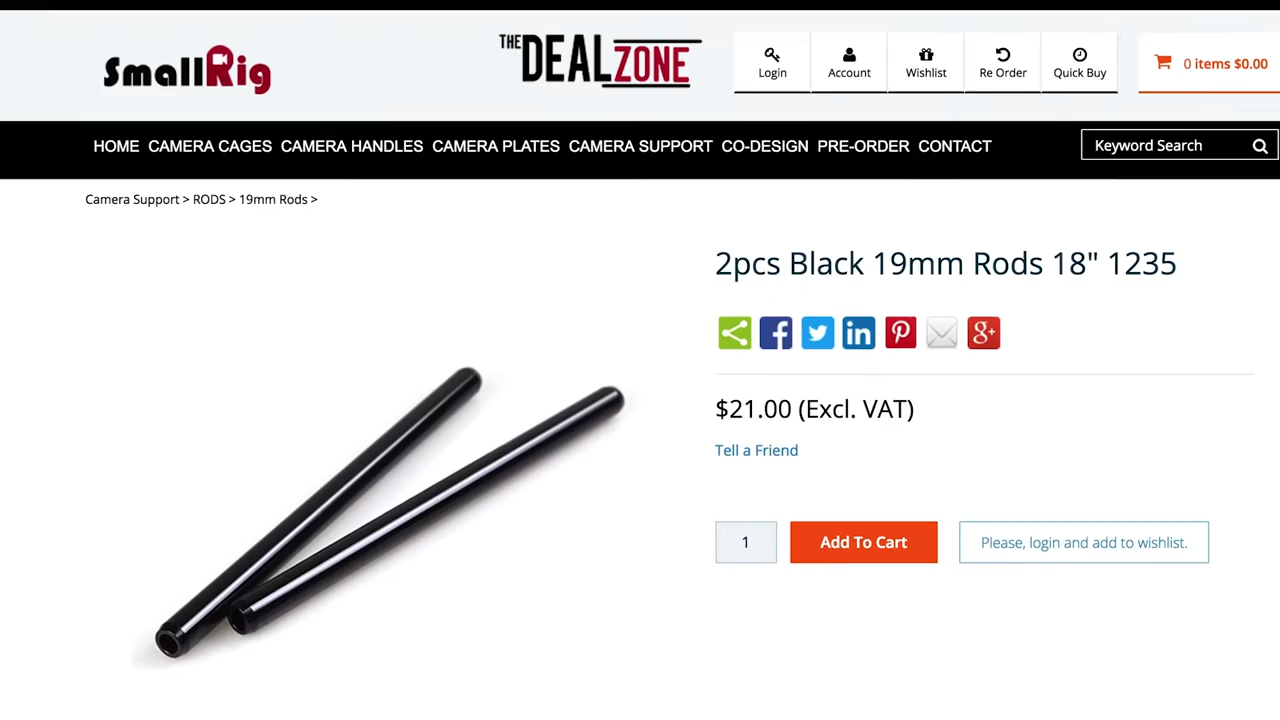 SmallRig
THE DEALZONE
Login
Account
Wishlist
Re Order
Quick Buy
0 items $0.00
HOME CAMERA CAGES CAMERA HANDLES CAMERA PLATES CAMERA SUPPORT CO-DESIGN PRE-ORDER CONTACT
Keyword Search
Camera Support > RODS > 19mm Rods >
2pcs Black 19mm Rods 18" 1235
$21.00 (Excl. VAT)
Tell a Friend
1
Add To Cart
Please, login and add to wishlist.